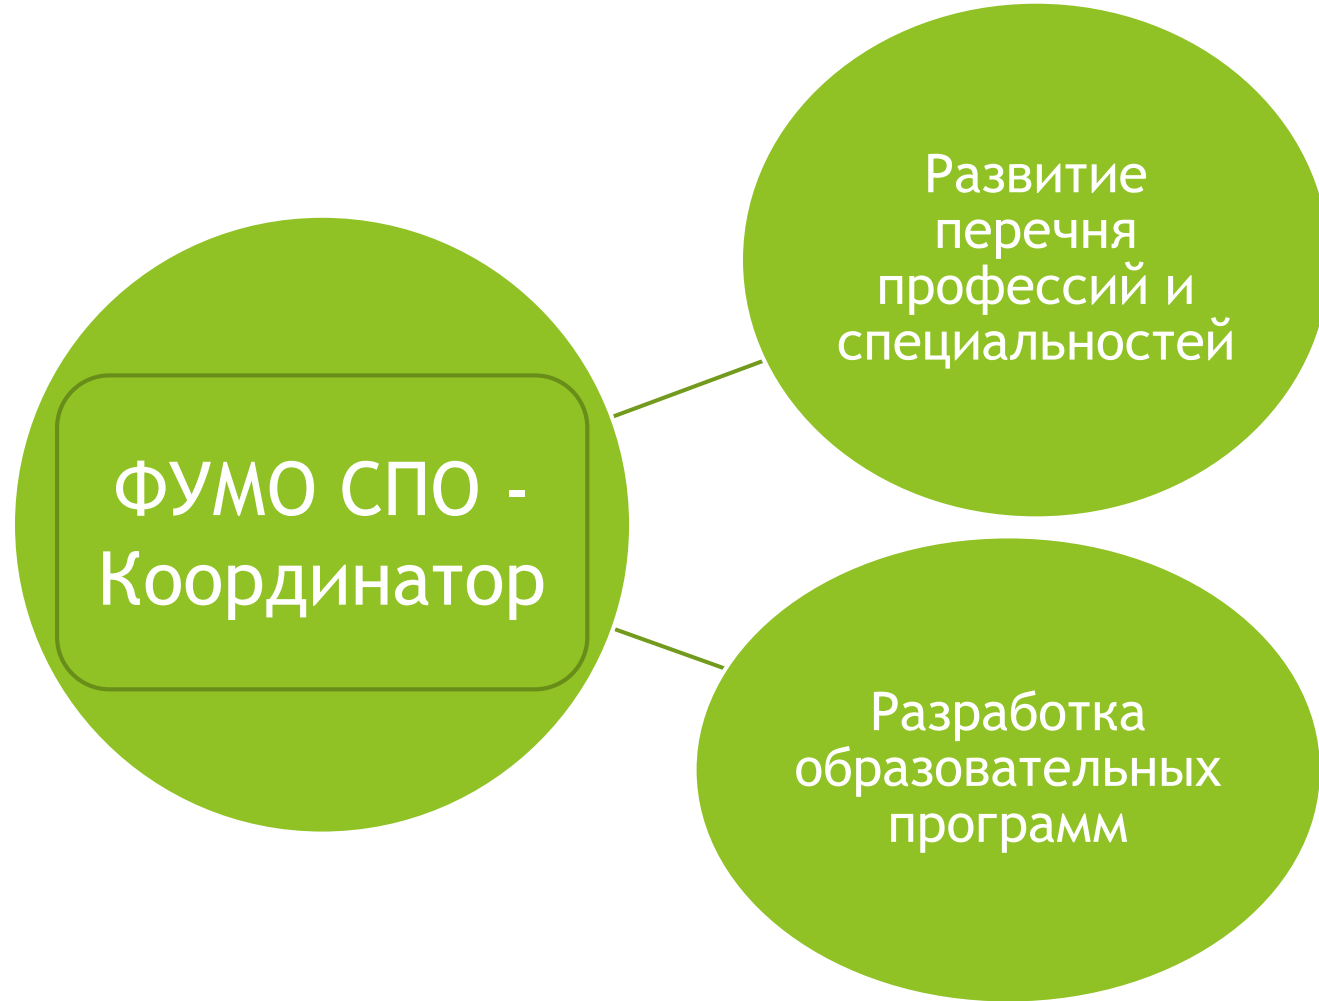 ФУМО СПО -
Координатор
Развитие
перечня
профессий и
специальностей
Разработка
образовательных
программ